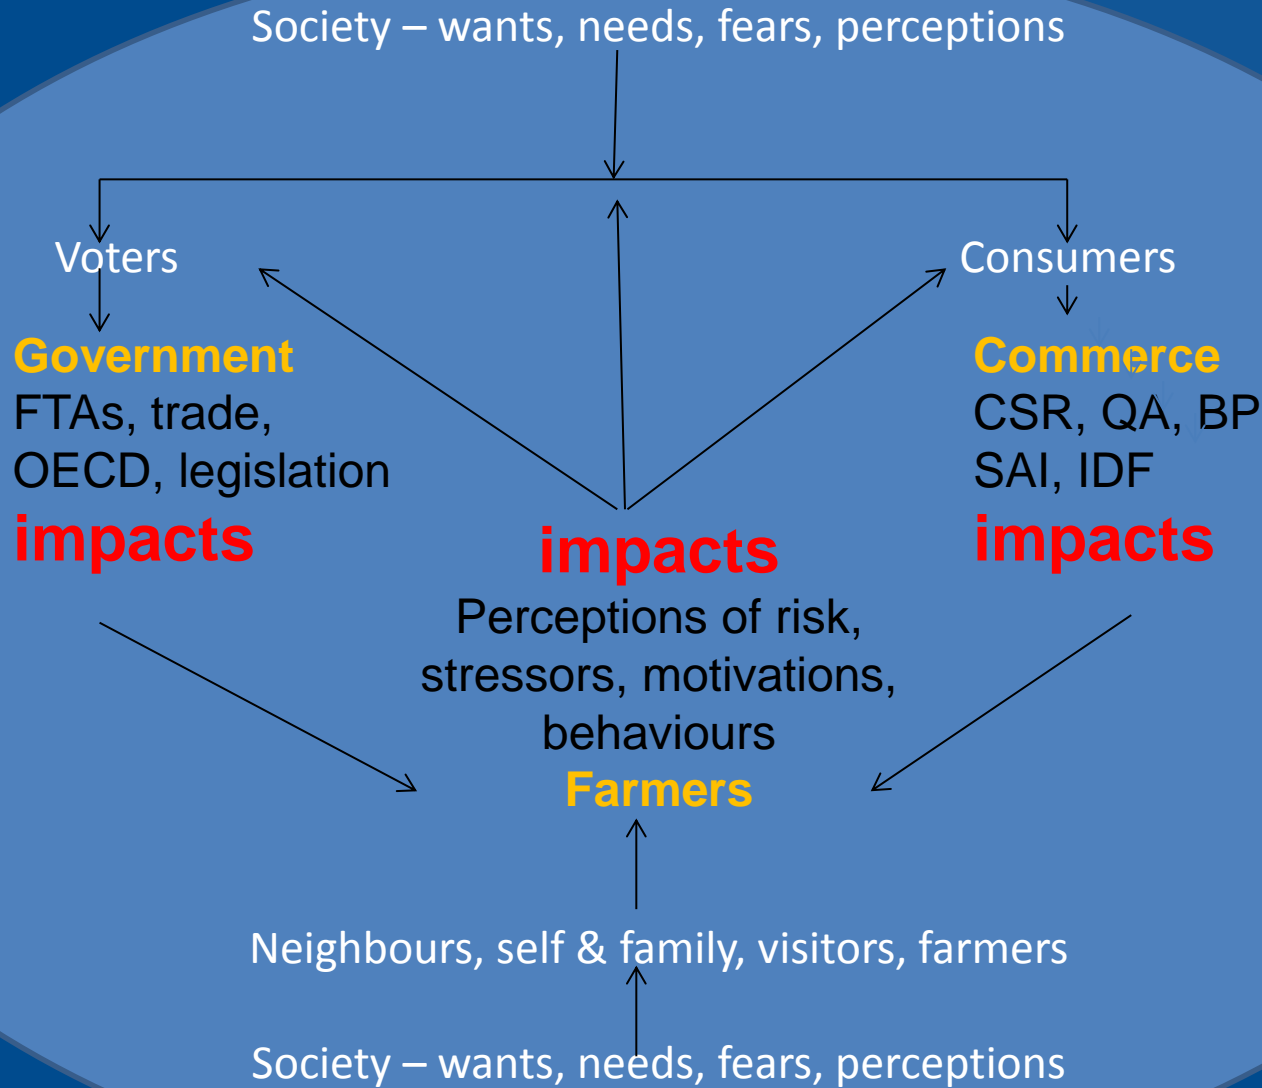 Society – wants, needs, fears, perceptions
Voters
Consumers
Government
FTAs, trade,
OECD, legislation
impacts
Commerce
CSR, QA, BP
SAI, IDF
impacts
impacts
Perceptions of risk,
stressors, motivations,
behaviours
Farmers
Neighbours, self & family, visitors, farmers
Society – wants, needs, fears, perceptions